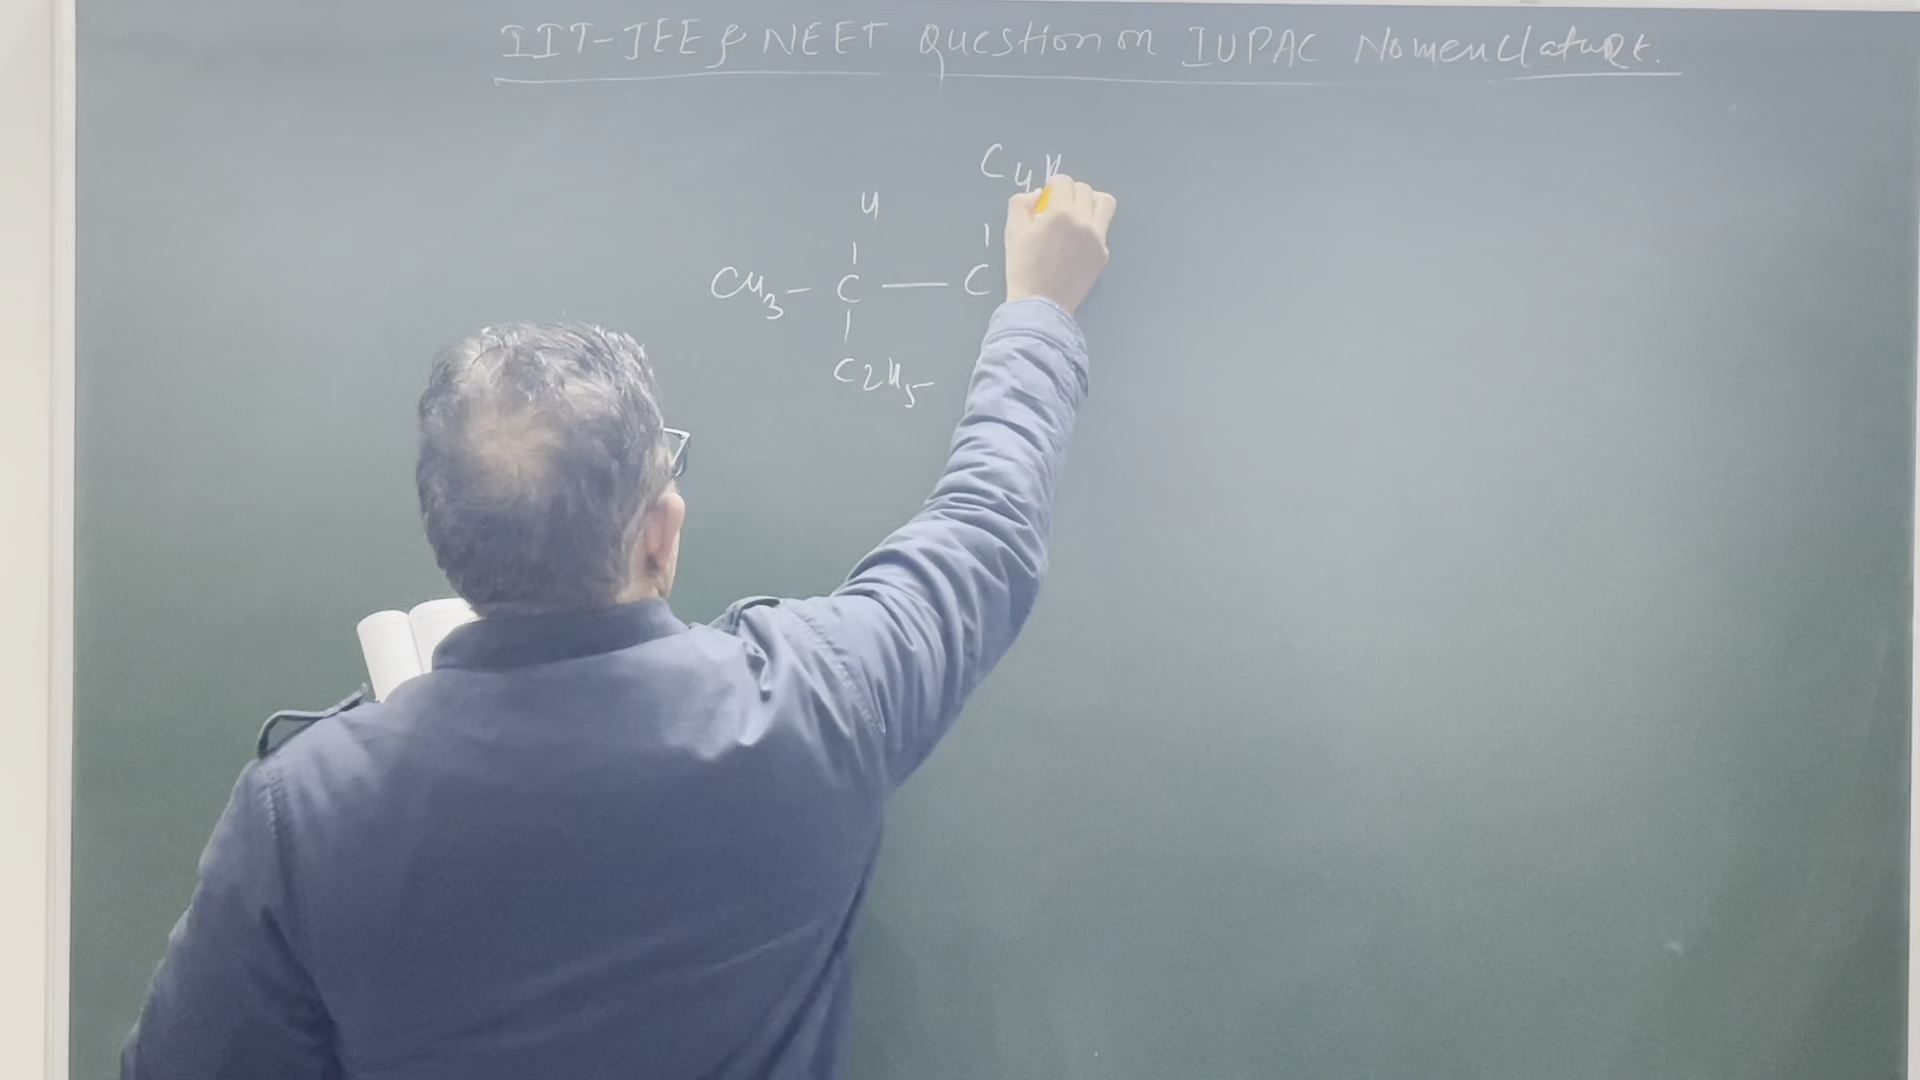 IIT-JEE & NEET Question on IUPAC Nomenclature.
C4H
H
CH3 - C — C
C2H5